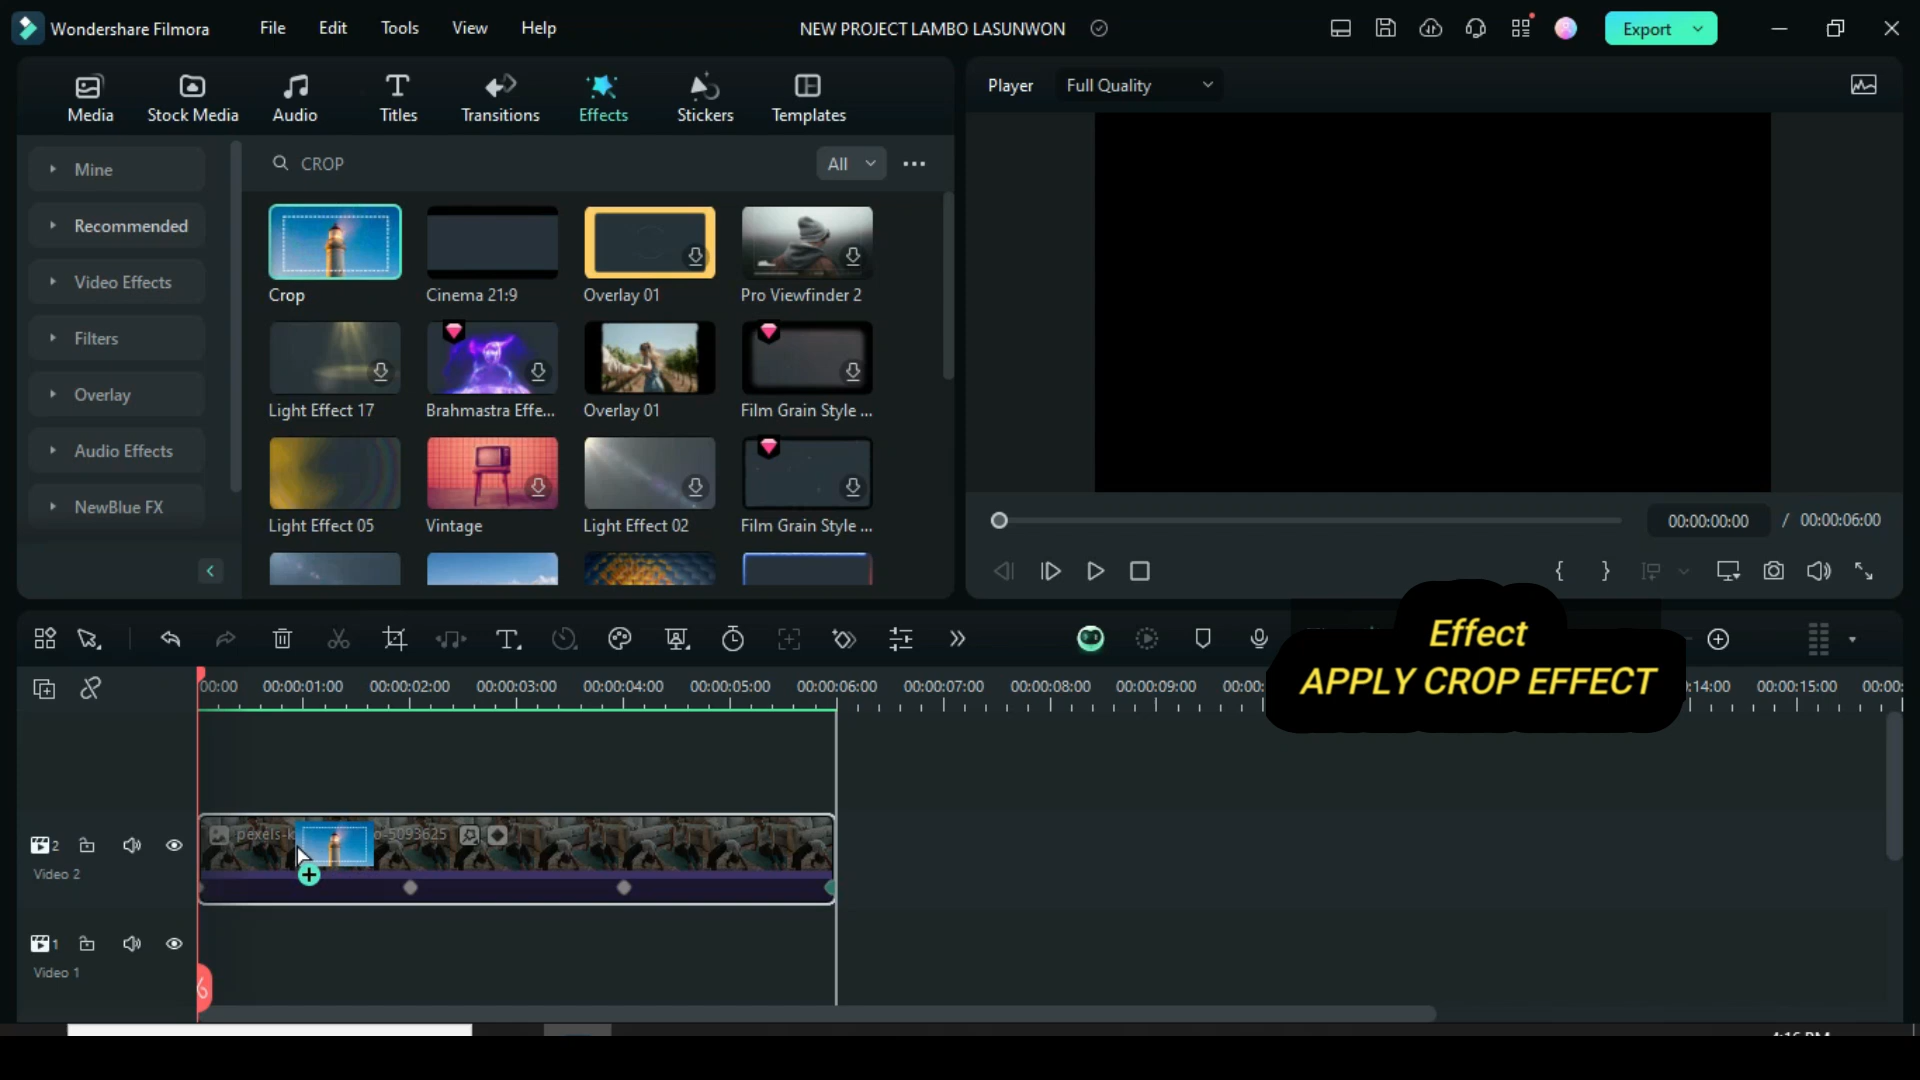 Wondershare Filmora
File
Edit
Tools
View
Help
NEW PROJECT LAMBO LASUNWON
Export
Media
Stock Media
Audio
Titles
Transitions
Effects
Stickers
Templates
Player
Full Quality
CROP
All
Mine
Recommended
Video Effects
Filters
Overlay
Audio Effects
NewBlue FX
Crop
Cinema 21:9
Overlay 01
Pro Viewfinder 2
Light Effect 17
Brahmastra Effe...
Overlay 01
Film Grain Style ...
Light Effect 05
Vintage
Light Effect 02
Film Grain Style ...
00:00:00:00 / 00:00:06:00
Effect
APPLY CROP EFFECT
00:00
00:00:01:00
00:00:02:00
00:00:03:00
00:00:04:00
00:00:05:00
00:00:06:00
00:00:07:00
00:00:08:00
00:00:09:00
00:00:
:14:00
00:00:15:00
00:00:
pexels-k
o-5093625
2
Video 2
1
Video 1